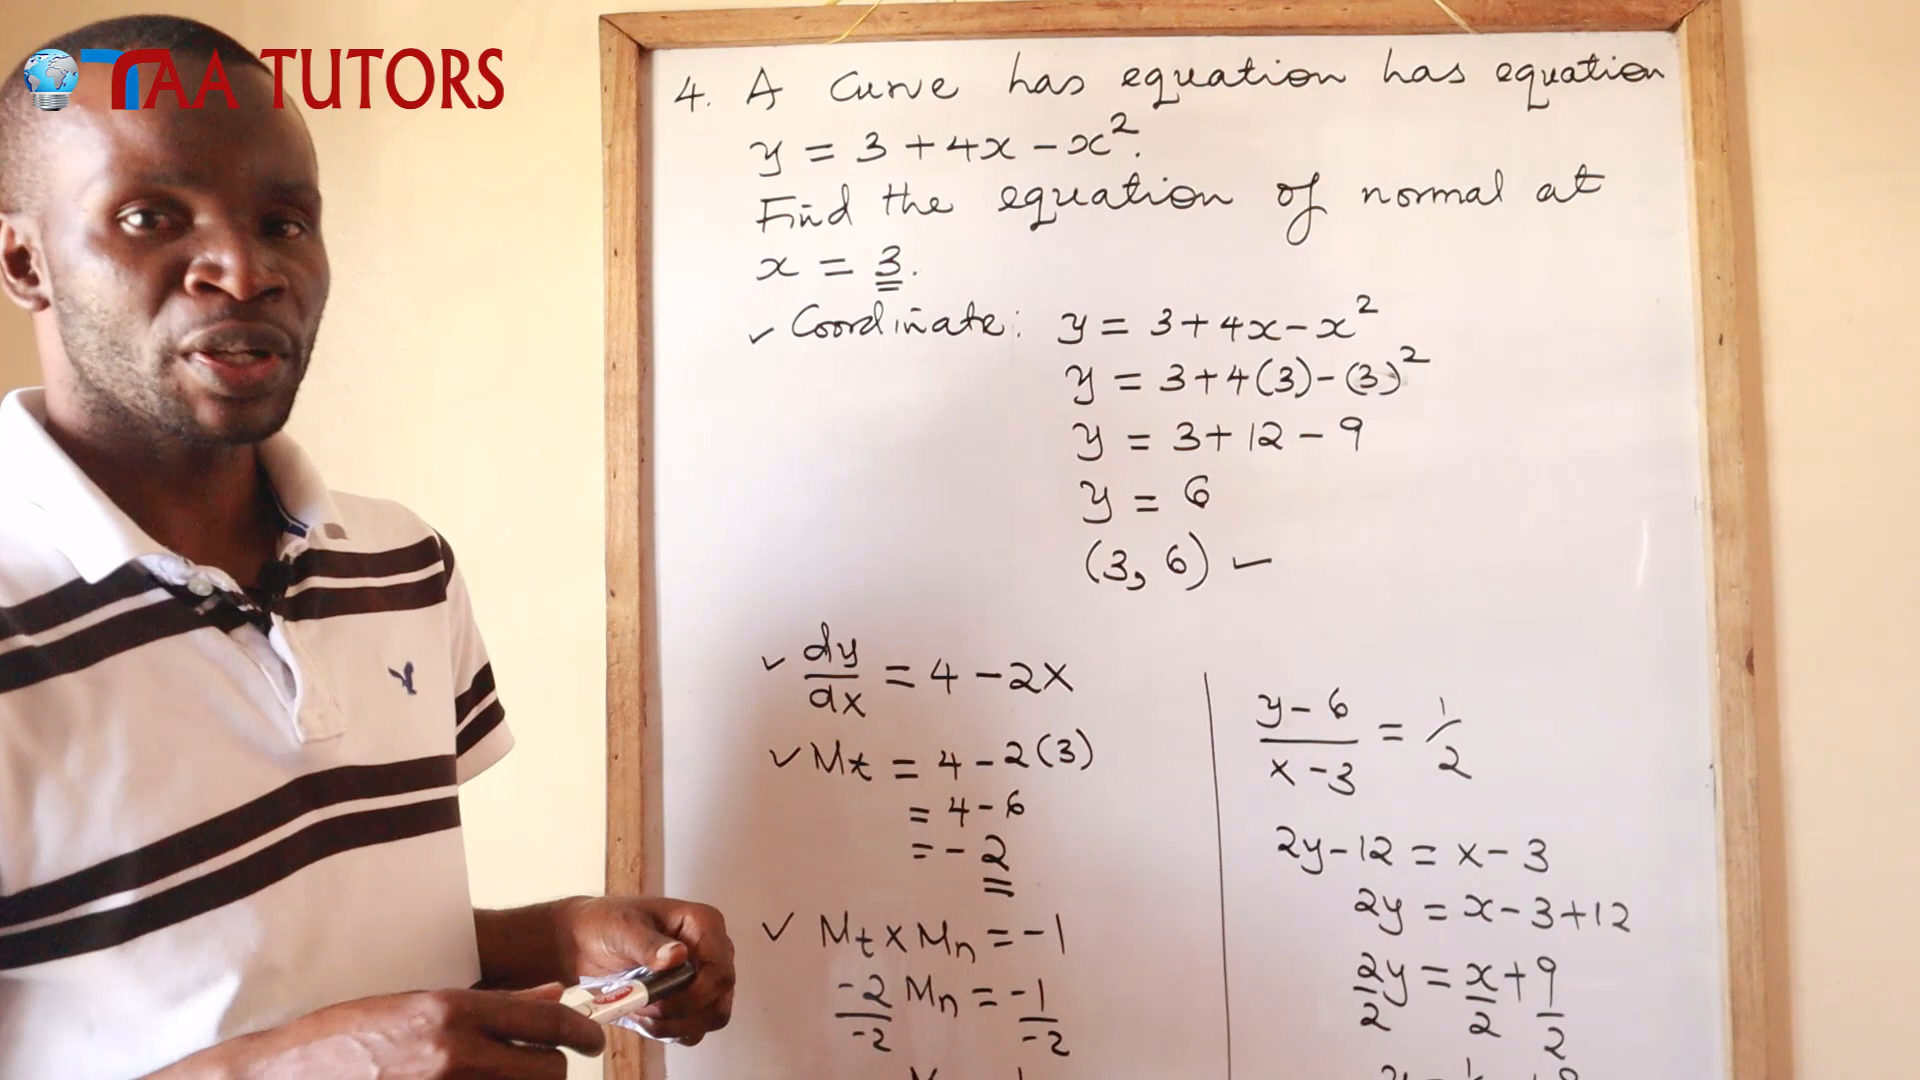 TAA TUTORS
4. A Curve has equation has equation
y = 3 + 4x - x².
Find the equation of normal at
x = 3.
✓ Coordinate: y = 3 + 4x - x²
y = 3 + 4(3) - (3)²
y = 3 + 12 - 9
y = 6
(3, 6) ✓
✓ dy/dx = 4 - 2x
✓ Mt = 4 - 2(3)
= 4 - 6
= - 2
✓ Mt x Mn = -1
-2/-2 Mn = -1/-2
y - 6 / x - 3 = 1/2
2y - 12 = x - 3
2y = x - 3 + 12
2y/2 = x/2 + 9/2